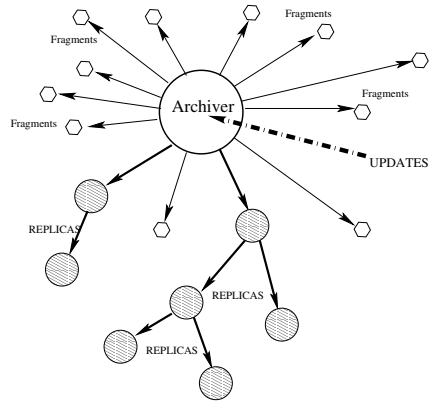 Fragments
Fragments
Fragments
Archiver
Fragments
UPDATES
REPLICAS
REPLICAS
REPLICAS